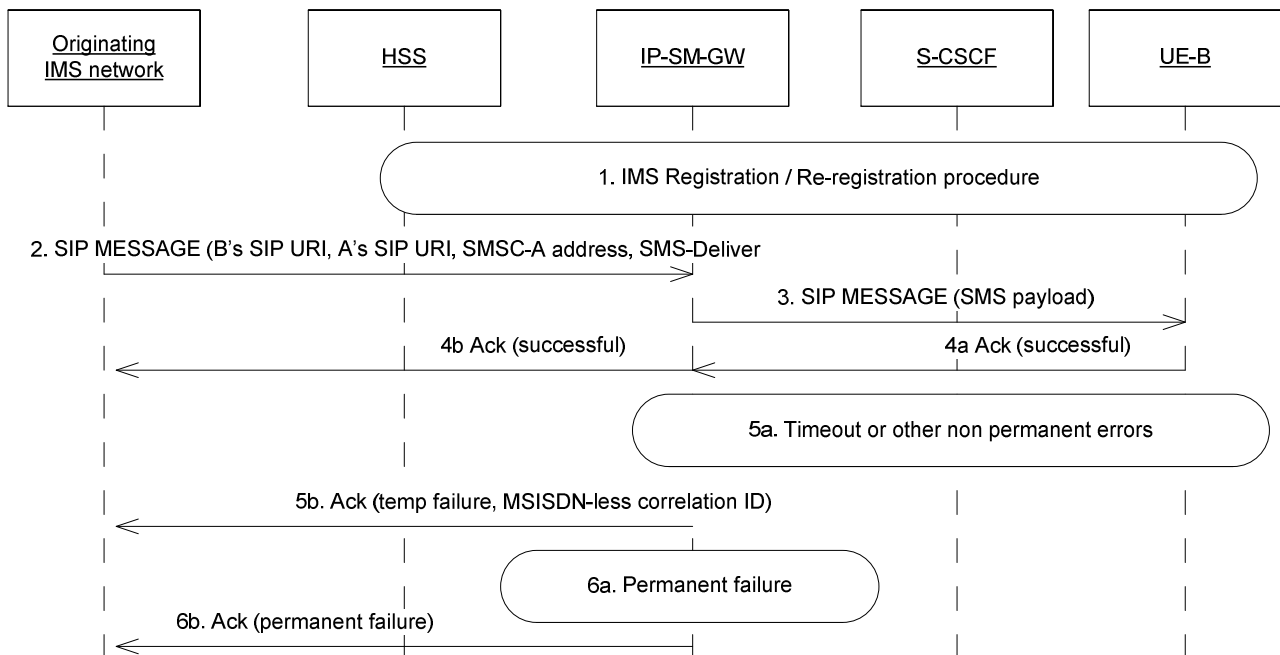 Originating
IMS network
HSS
IP-SM-GW
S-CSCF
UE-B
1. IMS Registration / Re-registration procedure
2. SIP MESSAGE (B's SIP URI, A's SIP URI, SMSC-A address, SMS-Deliver
3. SIP MESSAGE (SMS payload)
4b Ack (successful)
4a Ack (successful)
5a. Timeout or other non permanent errors
5b. Ack (temp failure, MSISDN-less correlation ID)
6a. Permanent failure
6b. Ack (permanent failure)